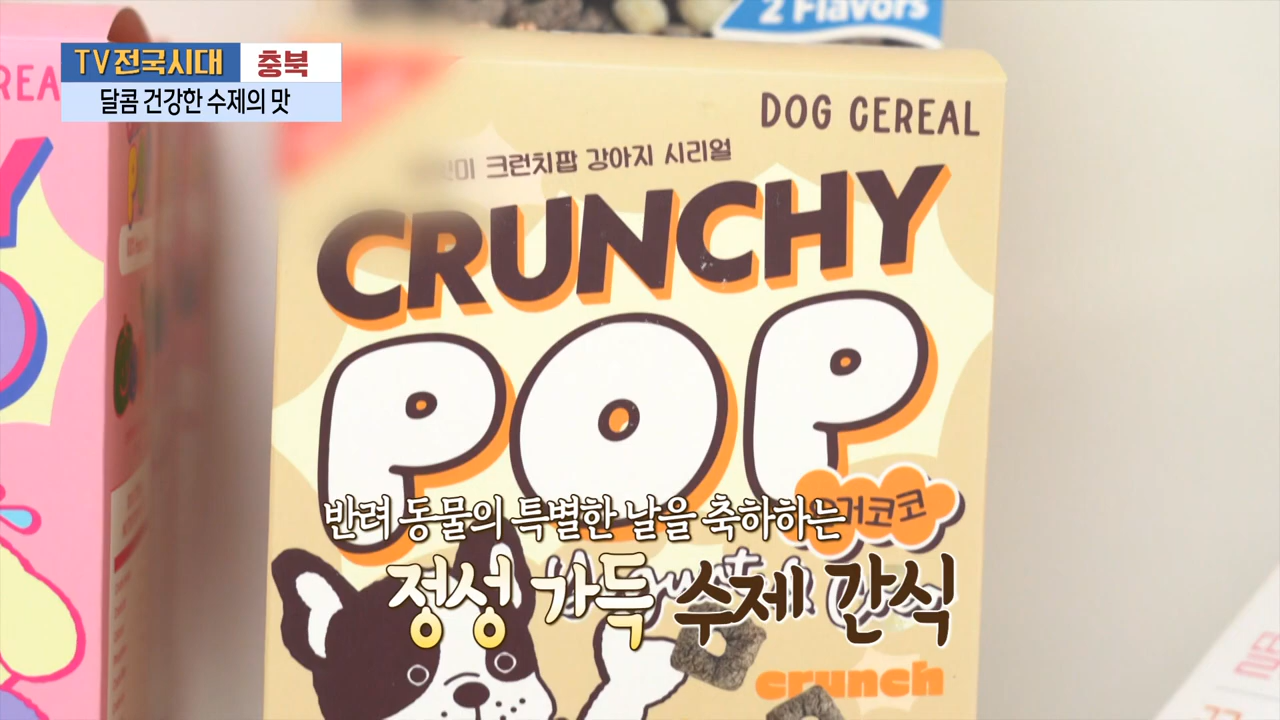 2 Flavors
TV전국시대 충북
달콤 건강한 수제의 맛
DOG CEREAL
크런치팝 강아지 시리얼
CRUNCHY
POP
반려 동물의 특별한 날을 축하하는
정성 가득 수제 간식
crunch